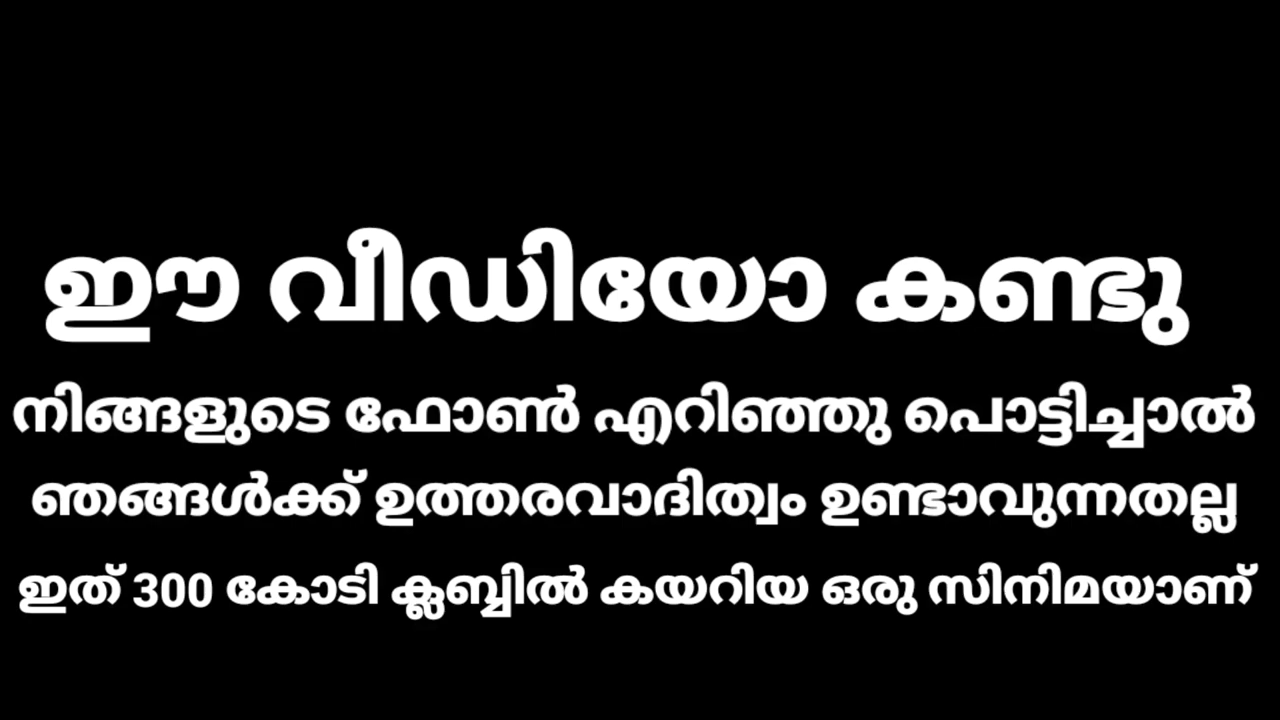 ഈ വീഡിയോ കണ്ടു
നിങ്ങളുടെ ഫോൺ എറിഞ്ഞു പൊട്ടിച്ചാൽ
ഞങ്ങൾക്ക് ഉത്തരവാദിത്വം ഉണ്ടാവുന്നതല്ല
ഇത് 300 കോടി ക്ലബ്ബിൽ കയറിയ ഒരു സിനിമയാണ്